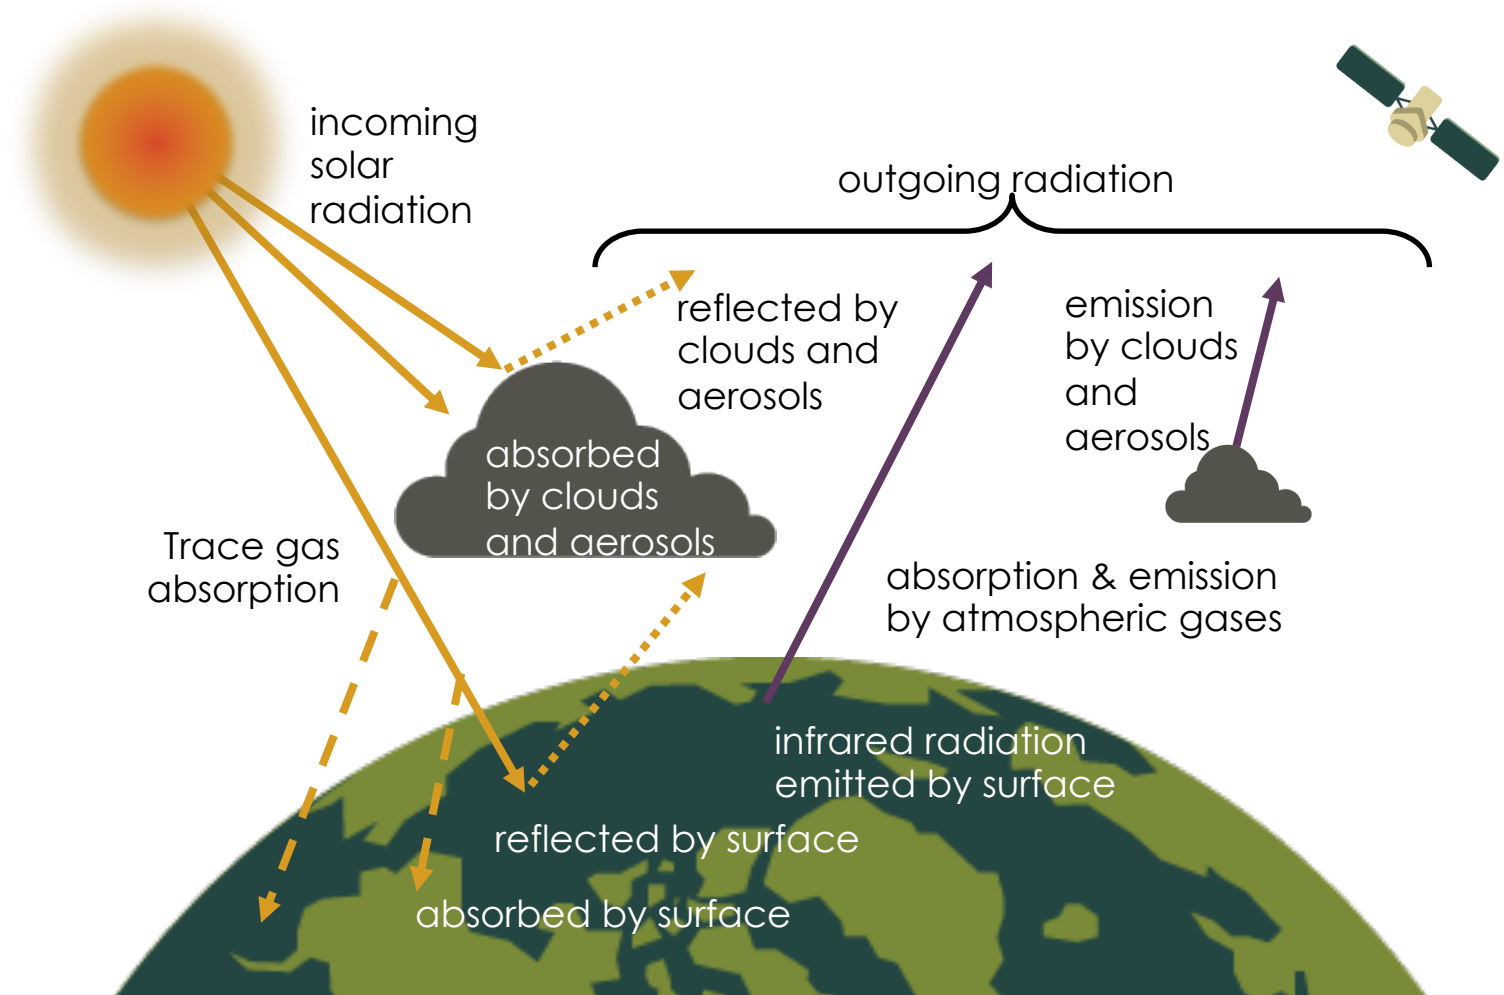 incoming
solar
radiation
outgoing radiation
reflected by
clouds and
aerosols
emission
by clouds
and
aerosols
absorbed
by clouds
and aerosols
Trace gas
absorption
absorption & emission
by atmospheric gases
infrared radiation
emitted by surface
reflected by surface
absorbed by surface